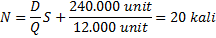 N = D/Q S + 240.000 unit/12.000 unit = 20 kali